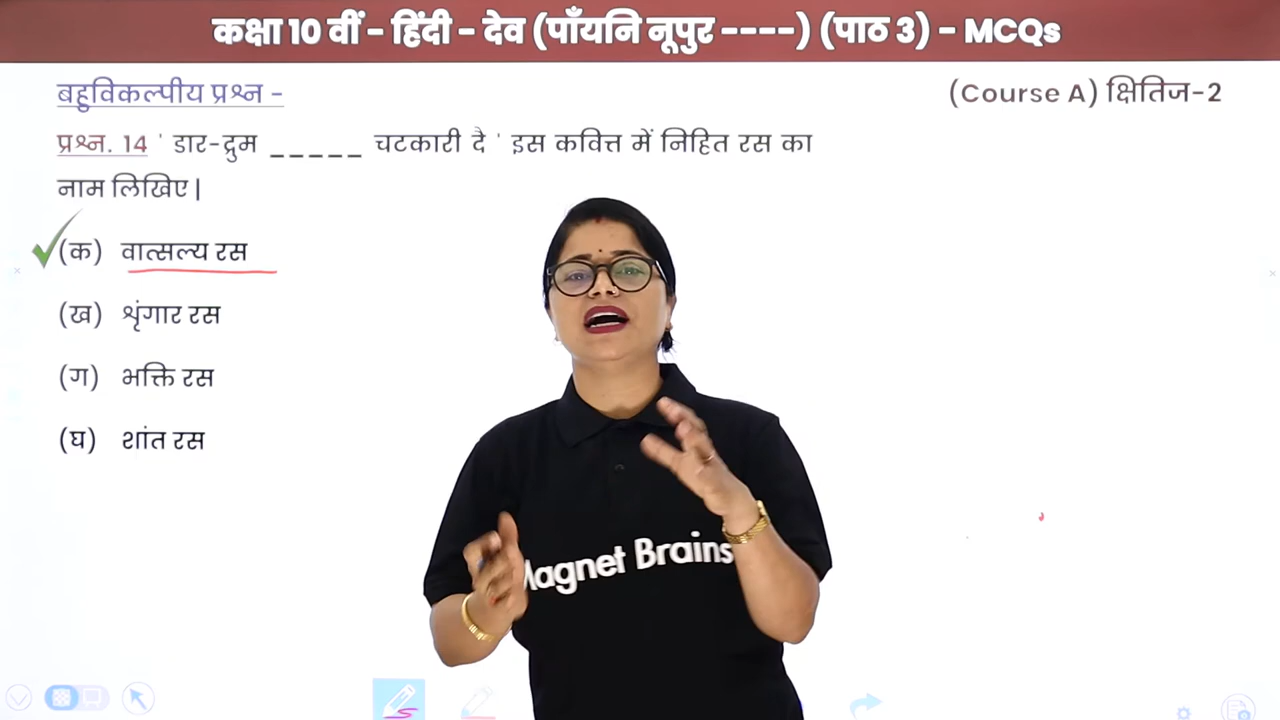 कक्षा 10 वीं - हिंदी - देव (पाँयनि नूपुर ----) (पाठ 3) - MCQs
बहुविकल्पीय प्रश्न -
(Course A) क्षितिज-2
प्रश्न. 14 ' डार-द्रुम _____ चटकारी दै ' इस कवित्त में निहित रस का
नाम लिखिए |
(क) वात्सल्य रस
(ख) शृंगार रस
(ग) भक्ति रस
(घ) शांत रस
Magnet Brains